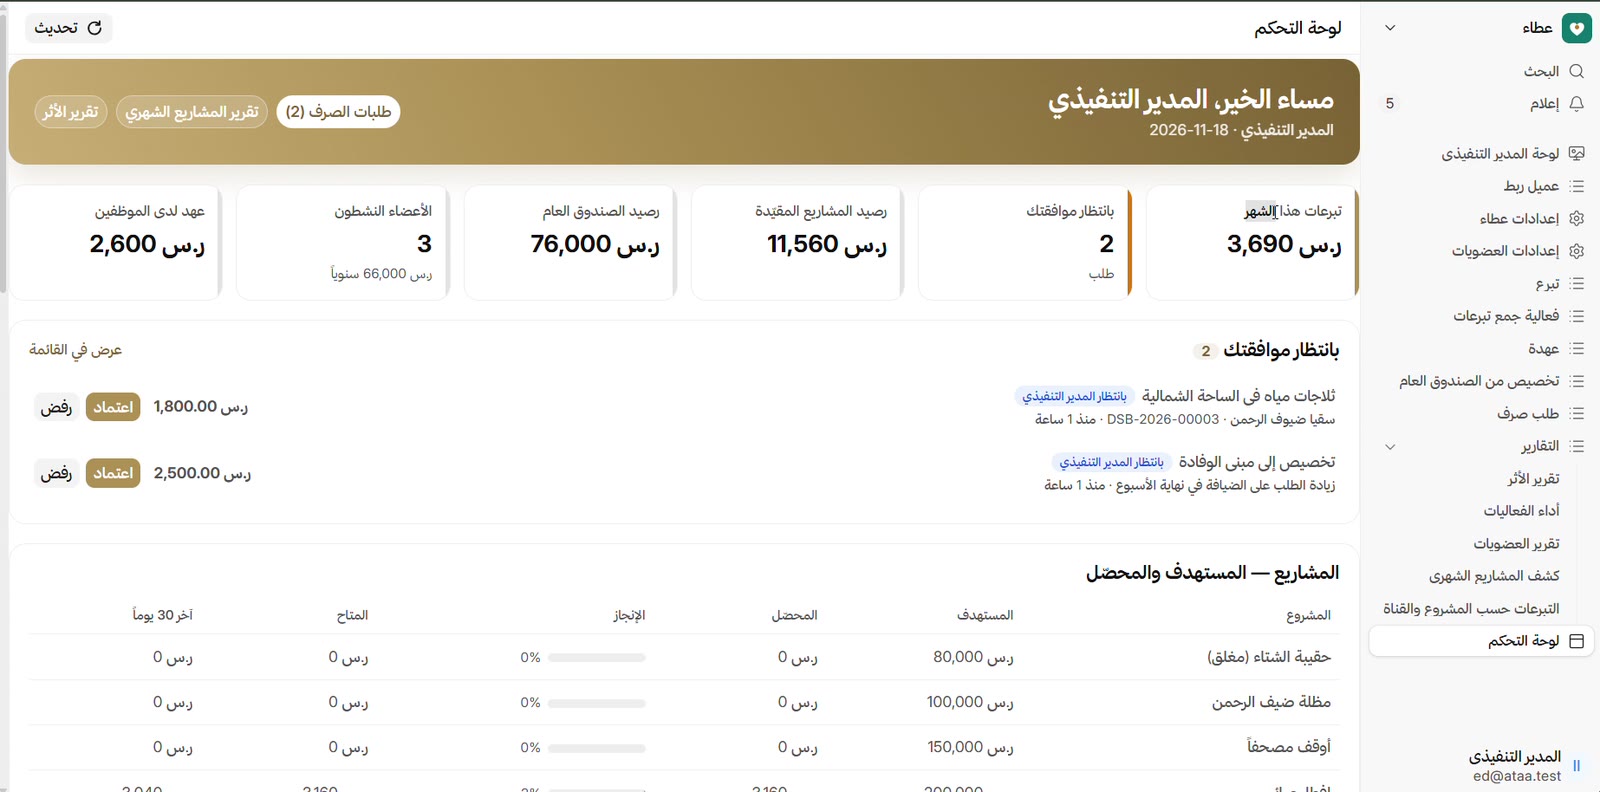 عطاء
البحث
إعلام 5
لوحة المدير التنفيذي
عميل ربط
إعدادات عطاء
إعدادات العضويات
تبرع
فعالية جمع تبرعات
عهدة
تخصيص من الصندوق العام
طلب صرف
التقارير
تقرير الأثر
أداء الفعاليات
تقرير العضويات
كشف المشاريع الشهري
التبرعات حسب المشروع والقناة
لوحة التحكم
المدير التنفيذي
ed@ataa.test
لوحة التحكم تحديث
مساء الخير، المدير التنفيذي
المدير التنفيذي · 2026-11-18
طلبات الصرف (2) تقرير المشاريع الشهري تقرير الأثر
تبرعات هذا الشهر
ر.س 3,690
بانتظار موافقتك
2
طلب
رصيد المشاريع المقيّدة
ر.س 11,560
رصيد الصندوق العام
ر.س 76,000
الأعضاء النشطون
3
ر.س 66,000 سنوياً
عهد لدى الموظفين
ر.س 2,600
بانتظار موافقتك 2 عرض في القائمة
ثلاجات مياه في الساحة الشمالية بانتظار المدير التنفيذي
سقيا ضيوف الرحمن · DSB-2026-00003 · منذ 1 ساعة
ر.س 1,800.00 اعتماد رفض
تخصيص إلى مبنى الوفادة بانتظار المدير التنفيذي
زيادة الطلب على الضيافة في نهاية الأسبوع · منذ 1 ساعة
ر.س 2,500.00 اعتماد رفض
المشاريع — المستهدف والمحصّل
المشروع المستهدف المحصّل الإنجاز المتاح آخر 30 يوماً
حقيبة الشتاء (مغلق) ر.س 80,000 ر.س 0 0% ر.س 0 ر.س 0
مظلة ضيف الرحمن ر.س 100,000 ر.س 0 0% ر.س 0 ر.س 0
أوقف مصحفاً ر.س 150,000 ر.س 0 0% ر.س 0 ر.س 0